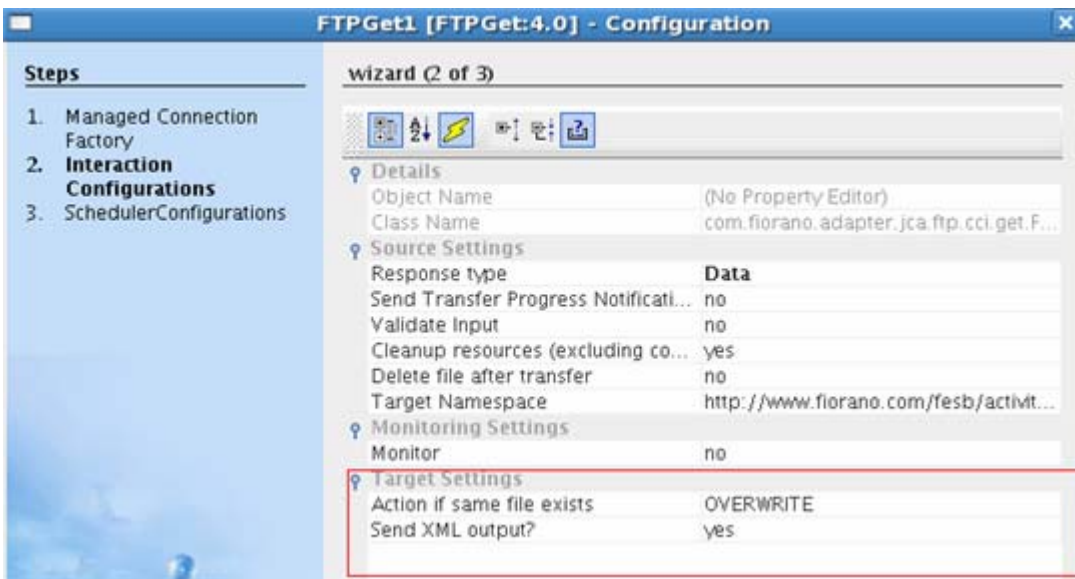 FTPGet1 [FTPGet:4.0] - Configuration
Steps
1. Managed Connection
Factory
2. Interaction
Configurations
3. SchedulerConfigurations
wizard (2 of 3)
Details
Object Name (No Property Editor)
Class Name com.fiorano.adapter.jca.ftp.cci.get.F...
Source Settings
Response type Data
Send Transfer Progress Notificati... no
Validate Input no
Cleanup resources (excluding co... yes
Delete file after transfer no
Target Namespace http://www.fiorano.com/fesb/activit...
Monitoring Settings
Monitor no
Target Settings
Action if same file exists OVERWRITE
Send XML output? yes